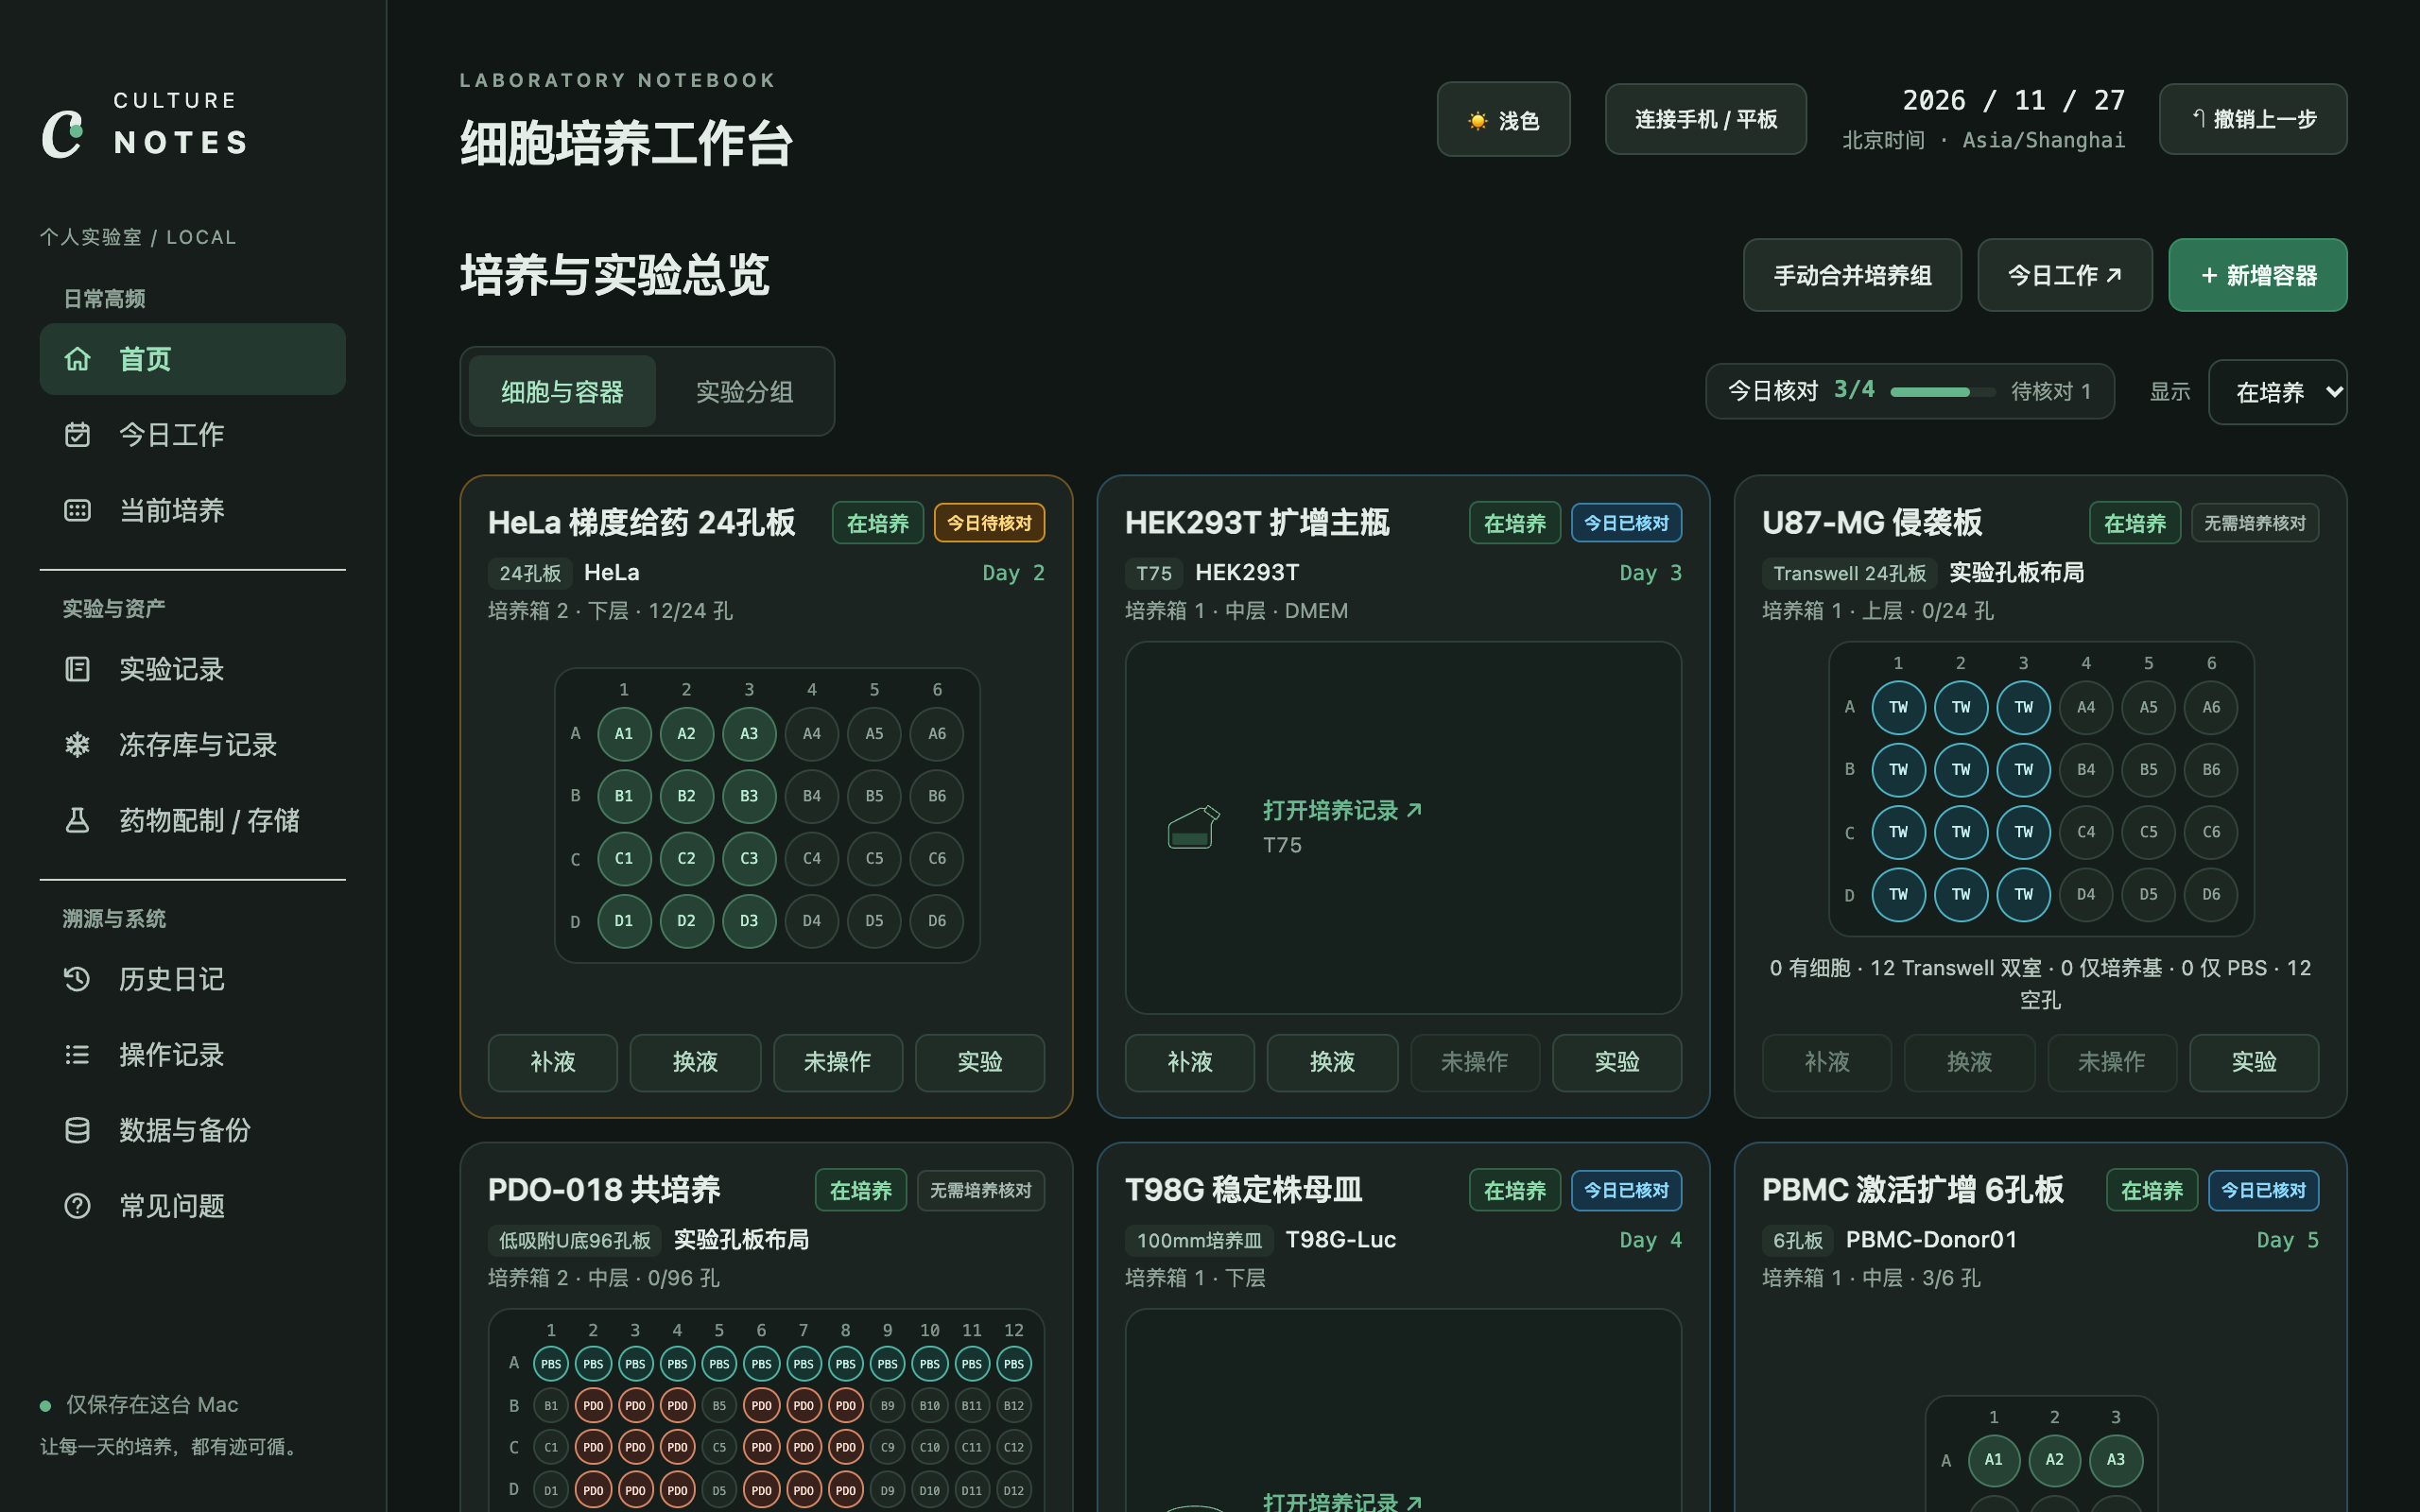 CULTURE
NOTES
个人实验室 / LOCAL
日常高频
首页
今日工作
当前培养
实验与资产
实验记录
冻存库与记录
药物配制 / 存储
溯源与系统
历史日记
操作记录
数据与备份
常见问题
仅保存在这台 Mac
让每一天的培养，都有迹可循。
LABORATORY NOTEBOOK
细胞培养工作台
浅色
连接手机 / 平板
2026 / 11 / 27
北京时间 · Asia/Shanghai
撤销上一步
培养与实验总览
手动合并培养组
今日工作 ↗
+ 新增容器
细胞与容器
实验分组
今日核对 3/4 待核对 1
显示
在培养
HeLa 梯度给药 24孔板 在培养 今日待核对
24孔板 HeLa Day 2
培养箱 2 · 下层 · 12/24 孔
1 2 3 4 5 6
A A1 A2 A3 A4 A5 A6
B B1 B2 B3 B4 B5 B6
C C1 C2 C3 C4 C5 C6
D D1 D2 D3 D4 D5 D6
补液 换液 未操作 实验
HEK293T 扩增主瓶 在培养 今日已核对
T75 HEK293T Day 3
培养箱 1 · 中层 · DMEM
打开培养记录 ↗
T75
补液 换液 未操作 实验
U87-MG 侵袭板 在培养 无需培养核对
Transwell 24孔板 实验孔板布局
培养箱 1 · 上层 · 0/24 孔
1 2 3 4 5 6
A TW TW TW A4 A5 A6
B TW TW TW B4 B5 B6
C TW TW TW C4 C5 C6
D TW TW TW D4 D5 D6
0 有细胞 · 12 Transwell 双室 · 0 仅培养基 · 0 仅 PBS · 12
空孔
补液 换液 未操作 实验
PDO-018 共培养 在培养 无需培养核对
低吸附U底96孔板 实验孔板布局
培养箱 2 · 中层 · 0/96 孔
1 2 3 4 5 6 7 8 9 10 11 12
A PBS PBS PBS PBS PBS PBS PBS PBS PBS PBS PBS PBS
B B1 PDO PDO PDO B5 PDO PDO PDO B9 B10 B11 B12
C C1 PDO PDO PDO C5 PDO PDO PDO C9 C10 C11 C12
D D1 PDO PDO PDO D5 PDO PDO PDO D9 D10 D11 D12
T98G 稳定株母皿 在培养 今日已核对
100mm培养皿 T98G-Luc Day 4
培养箱 1 · 下层
打开培养记录 ↗
PBMC 激活扩增 6孔板 在培养 今日已核对
6孔板 PBMC-Donor01 Day 5
培养箱 1 · 中层 · 3/6 孔
1 2 3
A A1 A2 A3